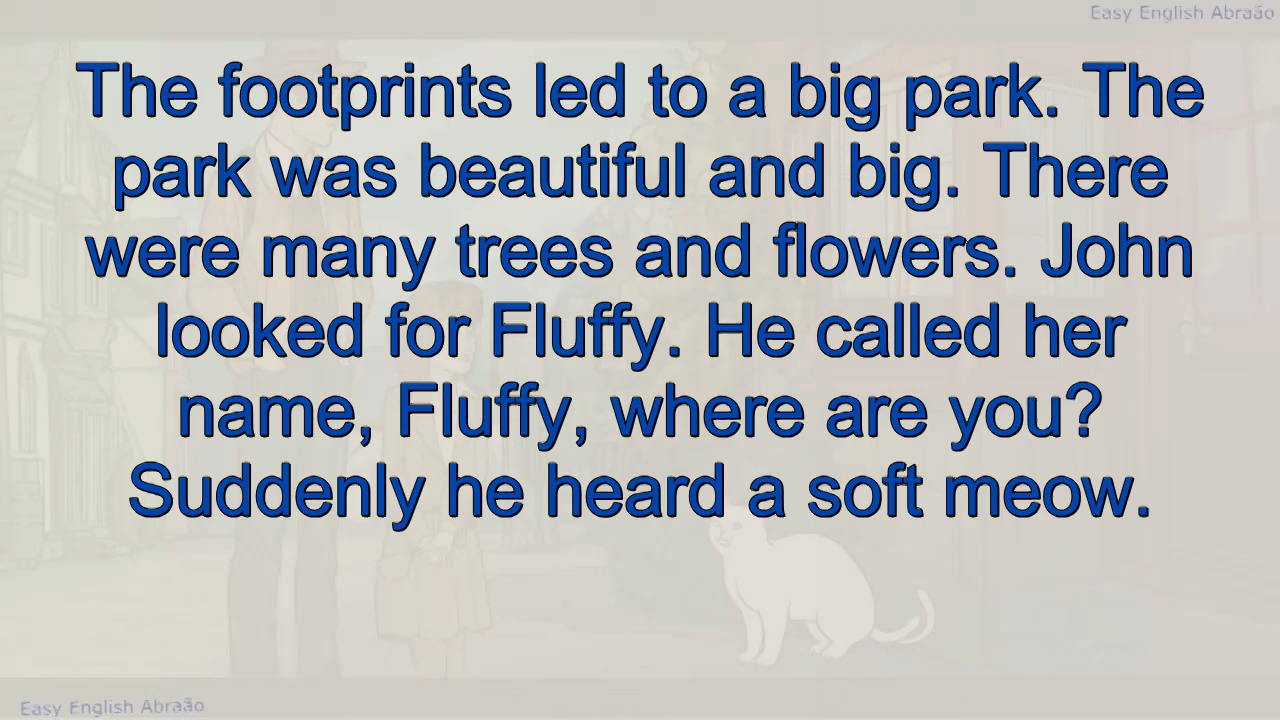 Easy English Abraão
The footprints led to a big park. The
park was beautiful and big. There
were many trees and flowers. John
looked for Fluffy. He called her
name, Fluffy, where are you?
Suddenly he heard a soft meow.
Easy English Abraão